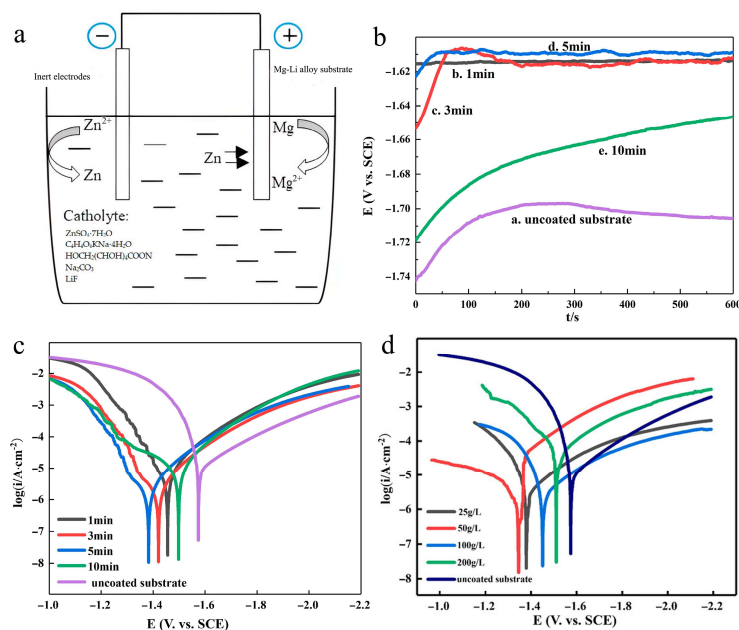 a
−
+
Inert electrodes
Mg-Li alloy substrate
Zn²⁺
Mg
Zn
Zn
Mg²⁺
Catholyte:
ZnSO₄·7H₂O
C₄H₄O₆KNa·4H₂O
HOCH₂(CHOH)₄COON
Na₂CO₃
LiF
b
d. 5min
b. 1min
c. 3min
e. 10min
a. uncoated substrate
E (V vs. SCE)
−1.62
−1.64
−1.66
−1.68
−1.70
−1.72
−1.74
0 100 200 300 400 500 600
t/s
c
log(i/A·cm⁻²)
−1
−2
−3
−4
−5
−6
−7
−8
1min
3min
5min
10min
uncoated substrate
−1.0 −1.2 −1.4 −1.6 −1.8 −2.0 −2.2
E (V. vs. SCE)
d
log(i/A·cm⁻²)
−2
−4
−6
−8
25g/L
50g/L
100g/L
200g/L
uncoated substrate
−1.0 −1.2 −1.4 −1.6 −1.8 −2.0 −2.2
E (V. vs. SCE)